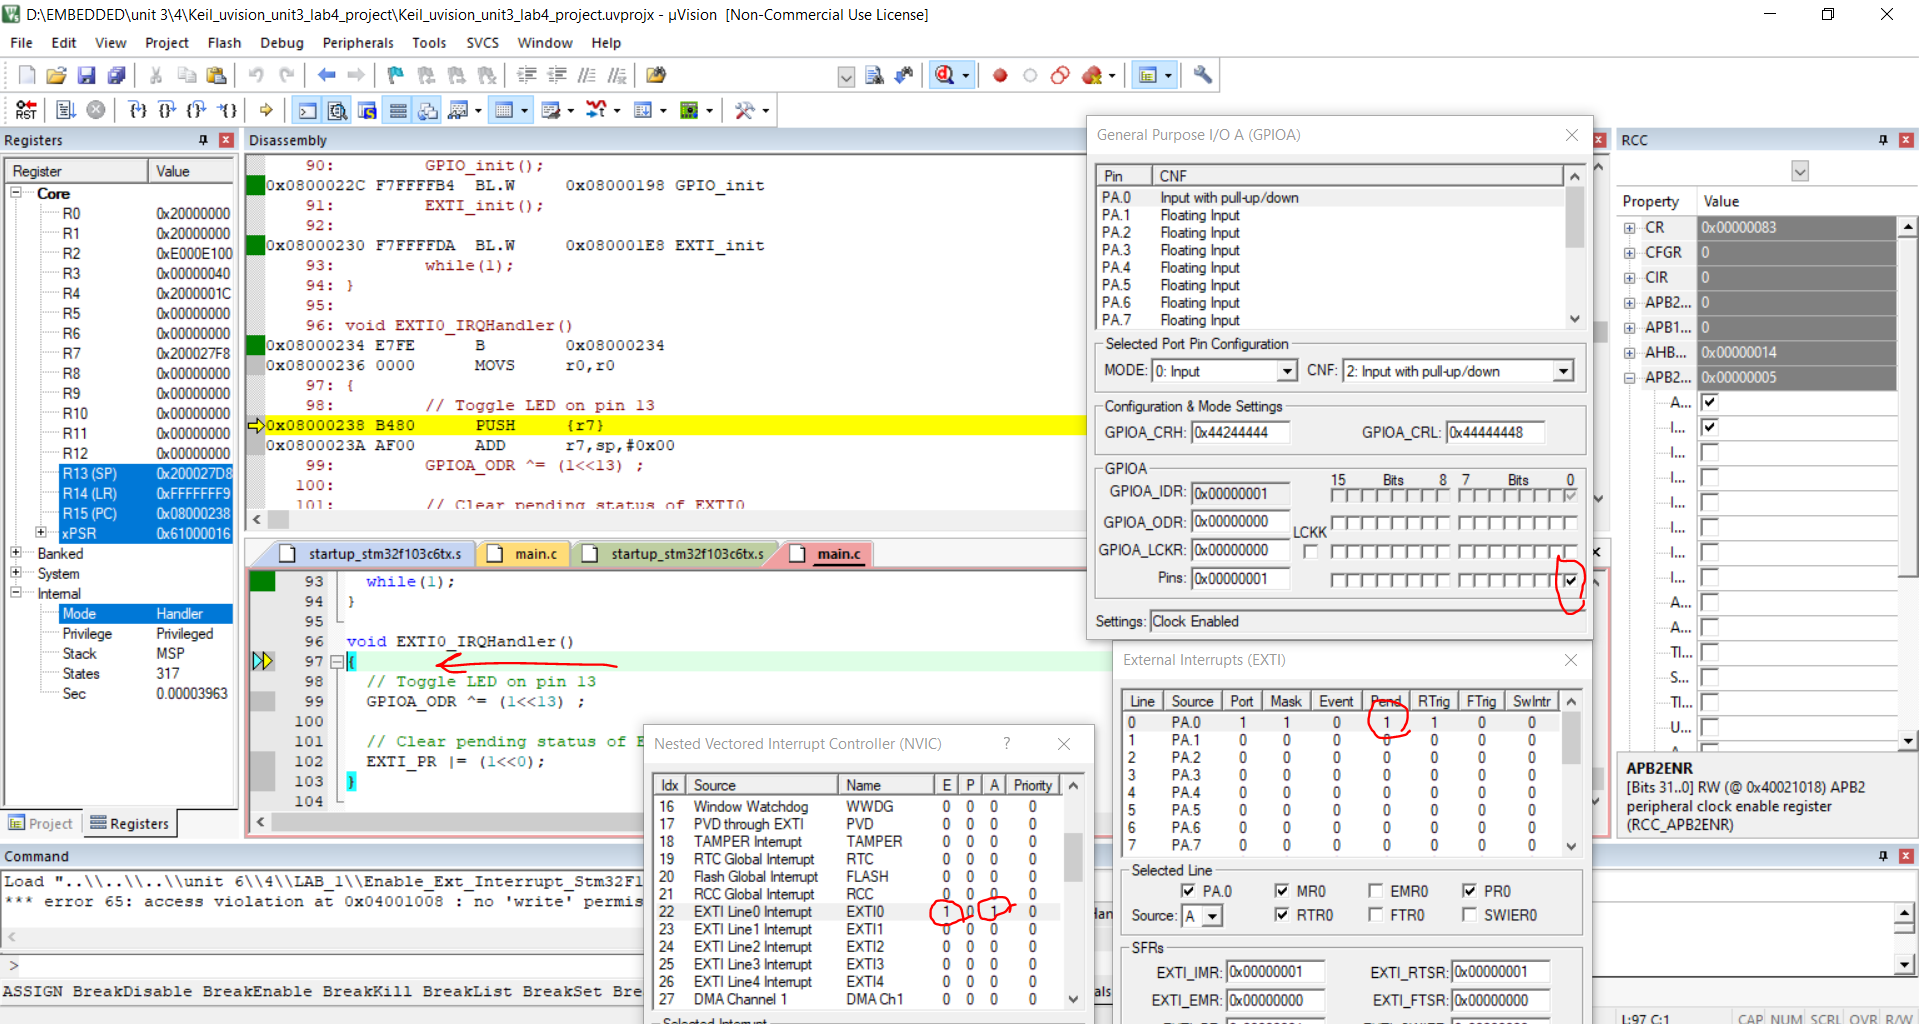 D:\EMBEDDED\unit 3\4\Keil_uvision_unit3_lab4_project\Keil_uvision_unit3_lab4_project.uvprojx - µVision  [Non-Commercial Use License]
File Edit View Project Flash Debug Peripherals Tools SVCS Window Help
Registers
Register Value
Core
R0 0x20000000
R1 0x20000000
R2 0xE000E100
R3 0x00000040
R4 0x2000001C
R5 0x00000000
R6 0x00000000
R7 0x200027F8
R8 0x00000000
R9 0x00000000
R10 0x00000000
R11 0x00000000
R12 0x00000000
R13 (SP) 0x200027D8
R14 (LR) 0xFFFFFFF9
R15 (PC) 0x08000238
xPSR 0x61000016
Banked
System
Internal
Mode Handler
Privilege Privileged
Stack MSP
States 317
Sec 0.00003963
Project Registers
Disassembly
90: GPIO_init();
0x0800022C F7FFFFB4 BL.W 0x08000198 GPIO_init
91: EXTI_init();
92:
0x08000230 F7FFFFDA BL.W 0x080001E8 EXTI_init
93: while(1);
94: }
95:
96: void EXTI0_IRQHandler()
0x08000234 E7FE B 0x08000234
0x08000236 0000 MOVS r0,r0
97: {
98: // Toggle LED on pin 13
0x08000238 B480 PUSH {r7}
0x0800023A AF00 ADD r7,sp,#0x00
99: GPIOA_ODR ^= (1<<13) ;
100:
101: // Clear pending status of EXTI0
startup_stm32f103c6tx.s main.c startup_stm32f103c6tx.s main.c
93 while(1);
94 }
95
96 void EXTI0_IRQHandler()
97 {
98 // Toggle LED on pin 13
99 GPIOA_ODR ^= (1<<13) ;
100
101 // Clear pending status of E
102 EXTI_PR |= (1<<0);
103 }
104
General Purpose I/O A (GPIOA)
Pin CNF
PA.0 Input with pull-up/down
PA.1 Floating Input
PA.2 Floating Input
PA.3 Floating Input
PA.4 Floating Input
PA.5 Floating Input
PA.6 Floating Input
PA.7 Floating Input
Selected Port Pin Configuration
MODE: 0: Input CNF: 2: Input with pull-up/down
Configuration & Mode Settings
GPIOA_CRH: 0x44244444 GPIOA_CRL: 0x44444448
GPIOA
15 Bits 8 7 Bits 0
GPIOA_IDR: 0x00000001
GPIOA_ODR: 0x00000000
LCKK
GPIOA_LCKR: 0x00000000
Pins: 0x00000001
Settings: Clock Enabled
External Interrupts (EXTI)
Line Source Port Mask Event Pend RTrig FTrig SwIntr
0 PA.0 1 1 0 1 1 0 0
1 PA.1 0 0 0 0 0 0 0
2 PA.2 0 0 0 0 0 0 0
3 PA.3 0 0 0 0 0 0 0
4 PA.4 0 0 0 0 0 0 0
5 PA.5 0 0 0 0 0 0 0
6 PA.6 0 0 0 0 0 0 0
7 PA.7 0 0 0 0 0 0 0
Selected Line
PA.0 MR0 EMR0 PR0
Source: A RTR0 FTR0 SWIER0
SFRs
EXTI_IMR: 0x00000001 EXTI_RTSR: 0x00000001
EXTI_EMR: 0x00000000 EXTI_FTSR: 0x00000000
Nested Vectored Interrupt Controller (NVIC) ?
Idx Source Name E P A Priority
16 Window Watchdog WWDG 0 0 0 0
17 PVD through EXTI PVD 0 0 0 0
18 TAMPER Interrupt TAMPER 0 0 0 0
19 RTC Global Interrupt RTC 0 0 0 0
20 Flash Global Interrupt FLASH 0 0 0 0
21 RCC Global Interrupt RCC 0 0 0 0
22 EXTI Line0 Interrupt EXTI0 1 0 1 0
23 EXTI Line1 Interrupt EXTI1 0 0 0 0
24 EXTI Line2 Interrupt EXTI2 0 0 0 0
25 EXTI Line3 Interrupt EXTI3 0 0 0 0
26 EXTI Line4 Interrupt EXTI4 0 0 0 0
27 DMA Channel 1 DMA Ch1 0 0 0 0
Selected Interrupt
RCC
Property Value
CR 0x00000083
CFGR 0
CIR 0
APB2... 0
APB1... 0
AHB... 0x00000014
APB2... 0x00000005
A...
I...
I...
I...
I...
I...
I...
I...
A...
A...
TI...
S...
TI...
U...
APB2ENR
[Bits 31..0] RW (@ 0x40021018) APB2
peripheral clock enable register
(RCC_APB2ENR)
Command
Load "..\\..\\..\\unit 6\\4\\LAB_1\\Enable_Ext_Interrupt_Stm32F1
*** error 65: access violation at 0x04001008 : no 'write' permis
>
ASSIGN BreakDisable BreakEnable BreakKill BreakList BreakSet Bre
L:97 C:1 CAP NUM SCRL OVR R/W